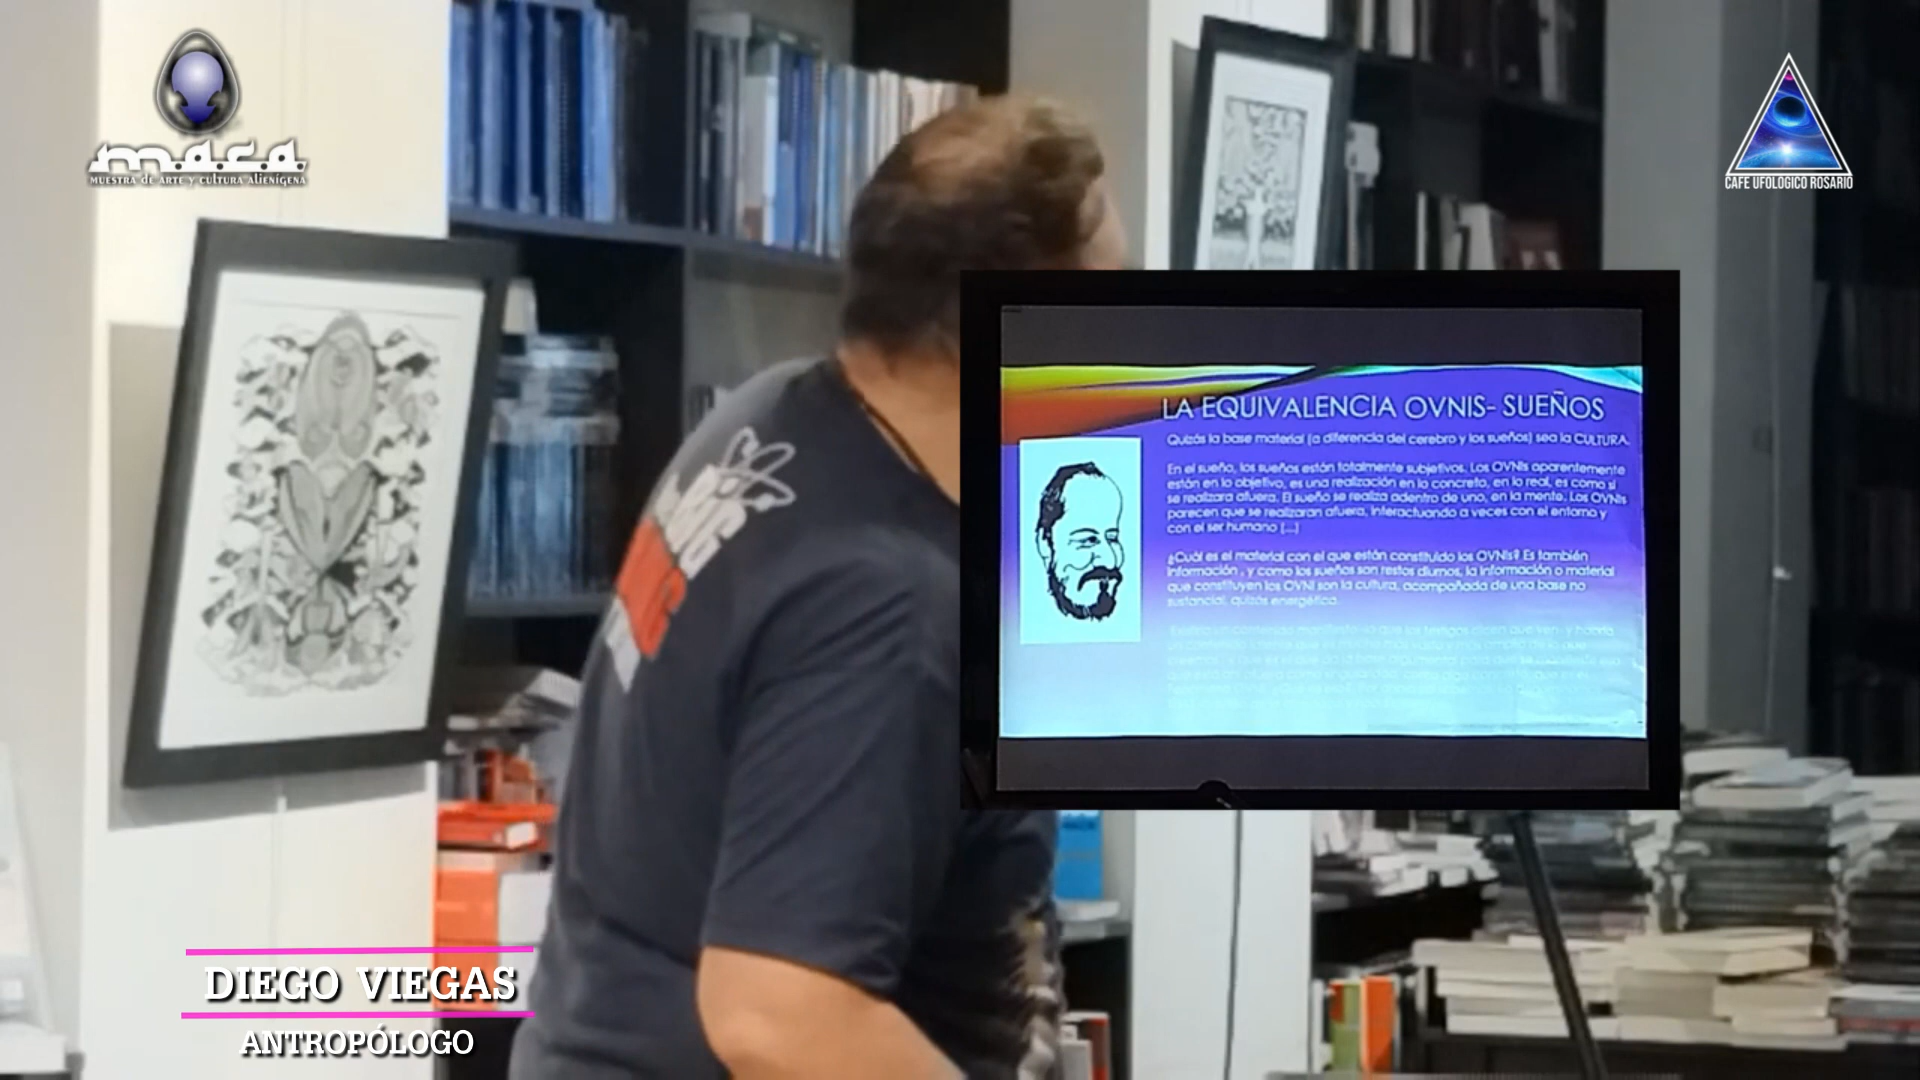 m.a.c.a.
MUESTRA de ARTE y CULTURA ALIENÍGENA
CAFE UFOLOGICO ROSARIO
LA EQUIVALENCIA OVNIS- SUEÑOS
Quizás la base material (a diferencia del cerebro y los sueños) sea la CULTURA.
En el sueño, los sueños están totalmente subjetivos. Los OVNIs aparentemente
están en lo objetivo, es una realización en lo concreto, en lo real, es como si
se realizara afuera. El sueño se realiza adentro de uno, en la mente. Los OVNIs
parecen que se realizaran afuera, interactuando a veces con el entorno y
con el ser humano [...]
¿Cuál es el material con el que están constituido los OVNIs? Es también
información , y como los sueños son restos diurnos, la información o material
que constituyen los OVNI son la cultura, acompañada de una base no
sustancial, quizás energética.
DIEGO VIEGAS
ANTROPÓLOGO